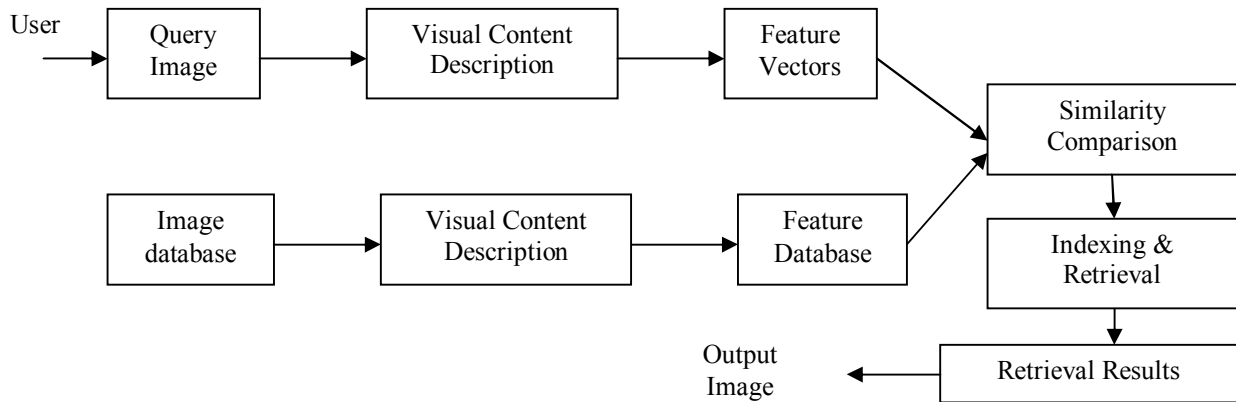 User
Query
Image
Visual Content
Description
Feature
Vectors
Similarity
Comparison
Image
database
Visual Content
Description
Feature
Database
Indexing &
Retrieval
Retrieval Results
Output
Image